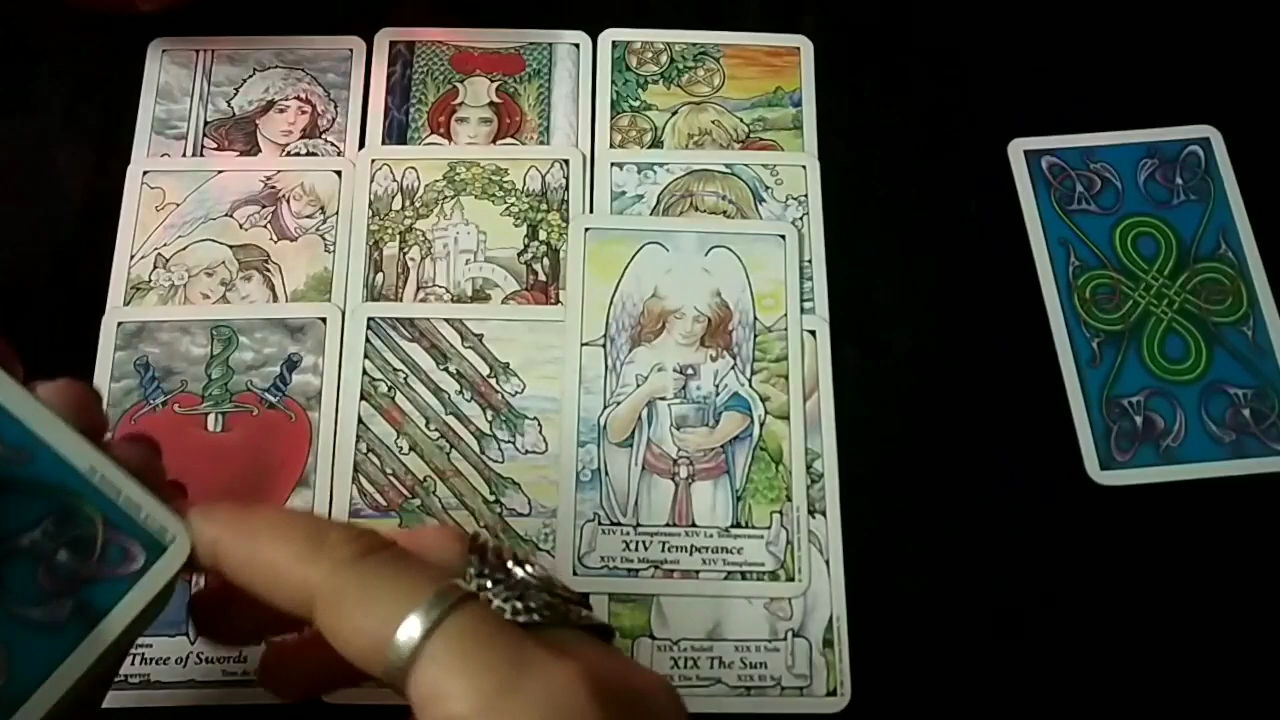 XIV La Tempérance XIV La Temperanza
XIV Temperance
XIV Die Mässigkeit XIV Templanza
Three of Swords
XIX Le Soleil XIX Il Sole
XIX The Sun
XIX Die Sonne XIX El Sol